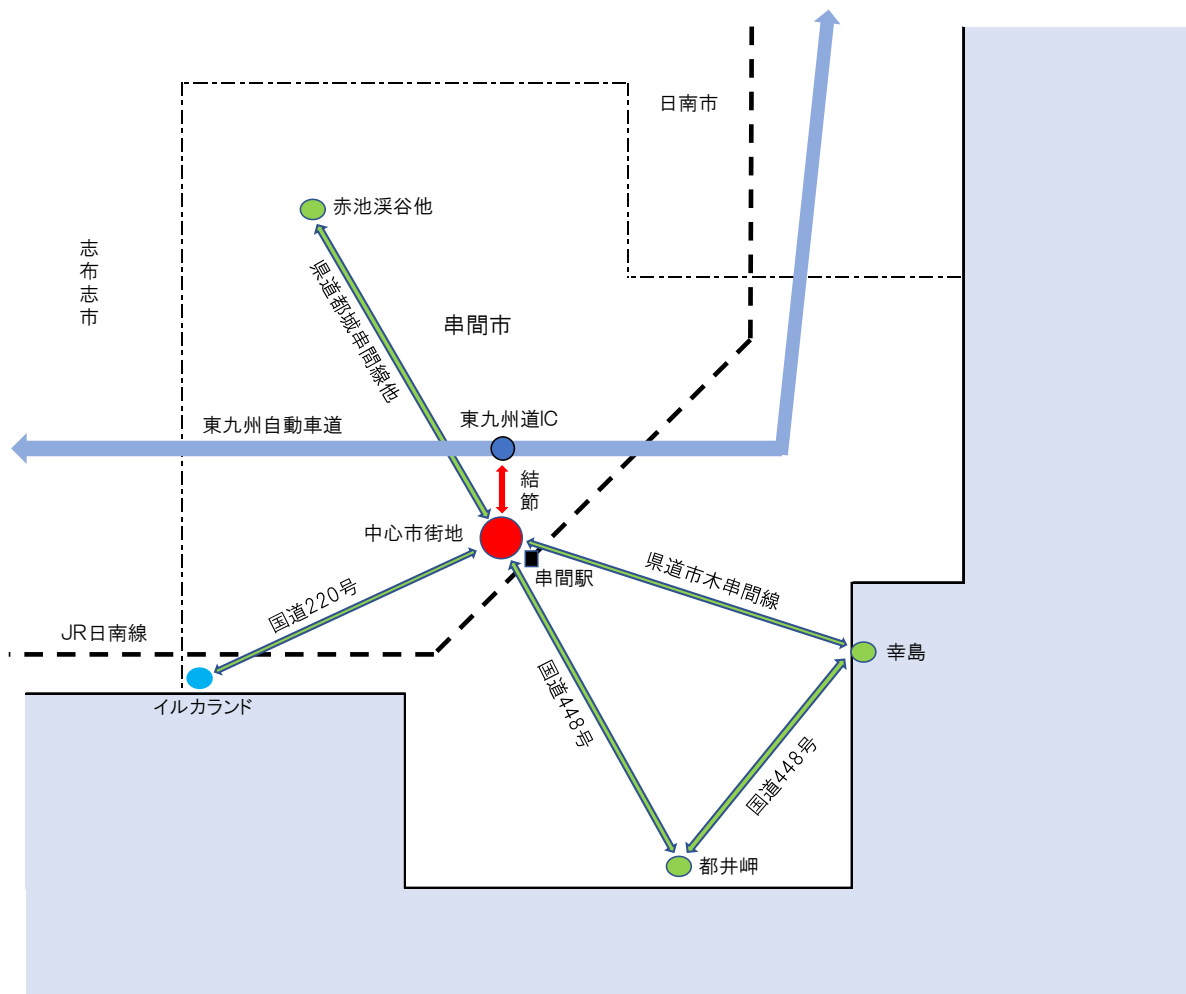 日南市
赤池渓谷他
志布志市
県道都城串間線他
串間市
東九州自動車道
東九州道IC
結節
中心市街地
串間駅
県道市木串間線
国道220号
JR日南線
幸島
イルカランド
国道448号
国道448号
都井岬